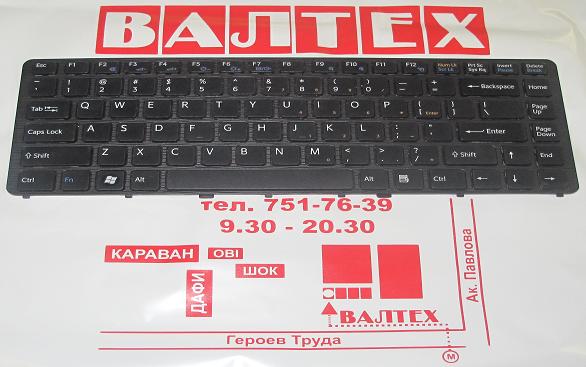 ВАЛТЕХ
Esc F1 F2 F3 F4 F5 F6 F7 F8 F9 F10 F11 F12 Num Lk Scr Lk Prt Sc Sys Rq Insert Pause Delete Break
Backspace Home
Tab Q W E R T Y U I O P Enter Page Up
Caps Lock A S D F G H J K L Enter Page Down
Shift Z X C V B N M Shift End
Ctrl Fn Alt Alt Ctrl
тел. 751-76-39
9.30 - 20.30
КАРАВАН
ОВІ
ШОК
ДАФИ
ВАЛТЕХ
Героев Труда
Ак. Павлова
М